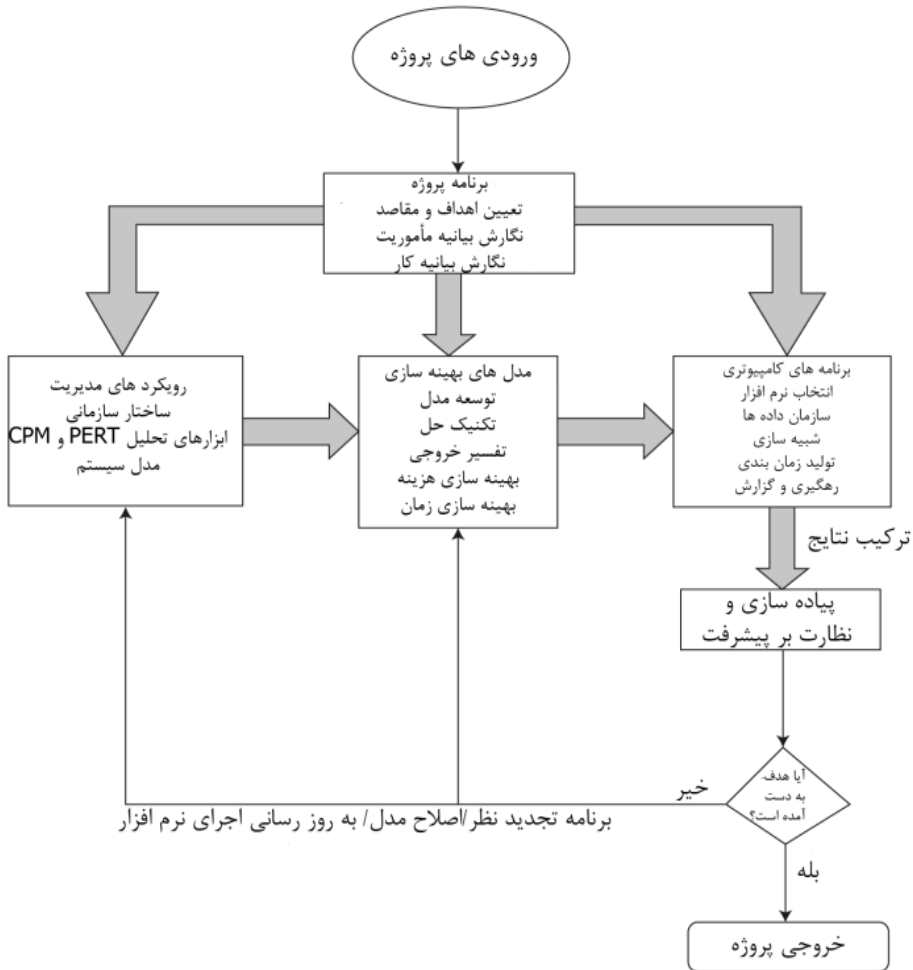 ورودی های پروژه
برنامه پروژه
تعیین اهداف و مقاصد
نگارش بیانیه مأموریت
نگارش بیانیه کار
رویکرد های مدیریت
ساختار سازمانی
ابزارهای تحلیل PERT و CPM
مدل سیستم
مدل های بهینه سازی
توسعه مدل
تکنیک حل
تفسیر خروجی
بهینه سازی هزینه
بهینه سازی زمان
برنامه های کامپیوتری
انتخاب نرم افزار
سازمان داده ها
شبیه سازی
تولید زمان بندی
رهگیری و گزارش
ترکیب نتایج
پیاده سازی و
نظارت بر پیشرفت
آیا هدف
به دست
آمده است؟
خیر
برنامه تجدید نظر/اصلاح مدل/ به روز رسانی اجرای نرم افزار
بله
خروجی پروژه